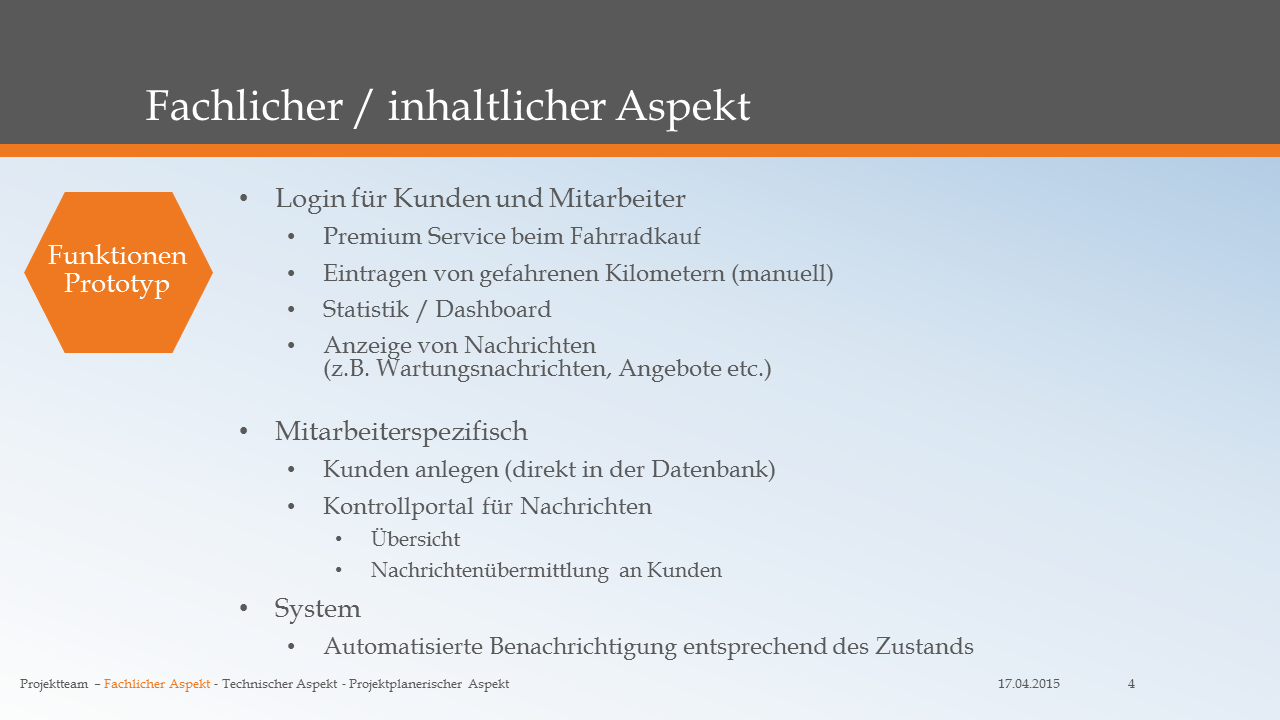 Fachlicher / inhaltlicher Aspekt
Funktionen
Prototyp
• Login für Kunden und Mitarbeiter
• Premium Service beim Fahrradkauf
• Eintragen von gefahrenen Kilometern (manuell)
• Statistik / Dashboard
• Anzeige von Nachrichten
(z.B. Wartungsnachrichten, Angebote etc.)
• Mitarbeiterspezifisch
• Kunden anlegen (direkt in der Datenbank)
• Kontrollportal für Nachrichten
• Übersicht
• Nachrichtenübermittlung an Kunden
• System
• Automatisierte Benachrichtigung entsprechend des Zustands
Projektteam – Fachlicher Aspekt - Technischer Aspekt - Projektplanerischer Aspekt
17.04.2015
4